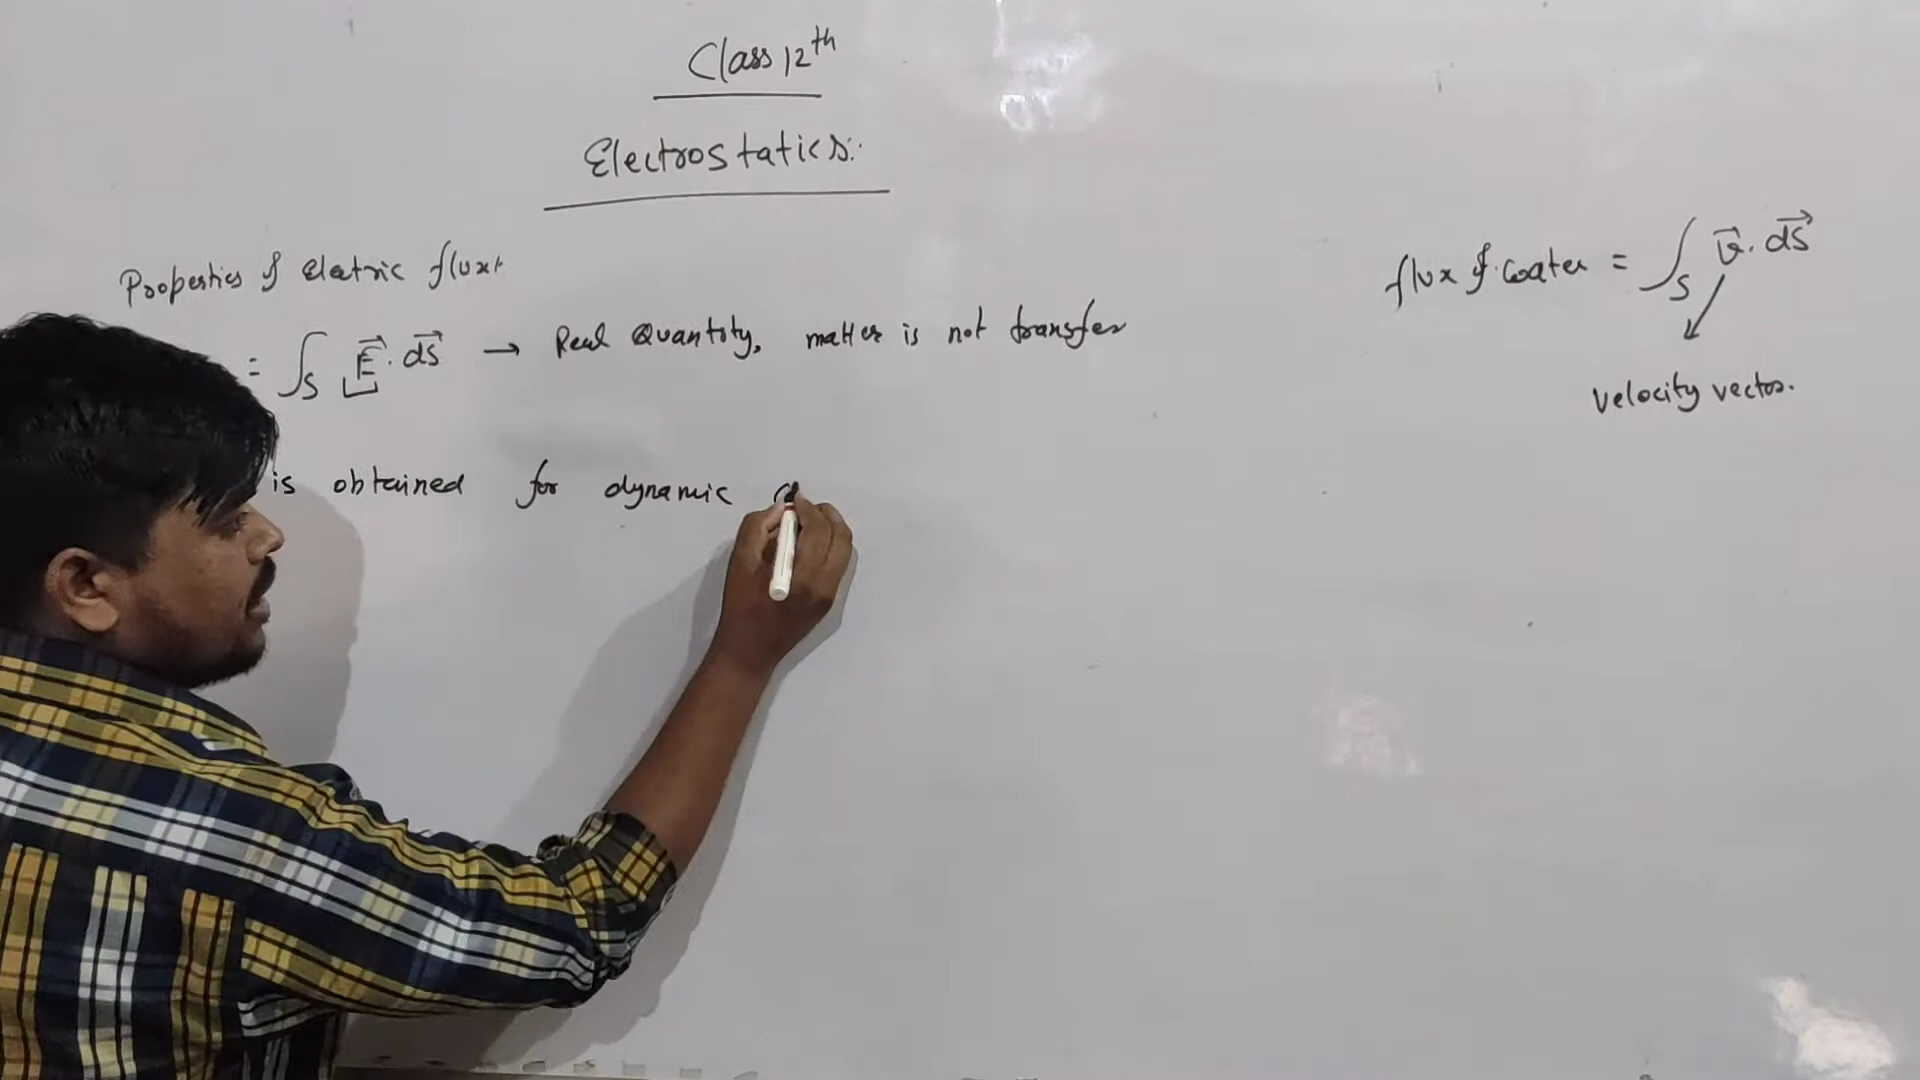 Class 12th
Electrostatics:
Properties of Elatric flux:
= ∫S E⃗ · dS⃗ → Real Quantity, matter is not transfer
is obtained for dynamic
flux of water = ∫S v⃗ · dS⃗
velocity vector.